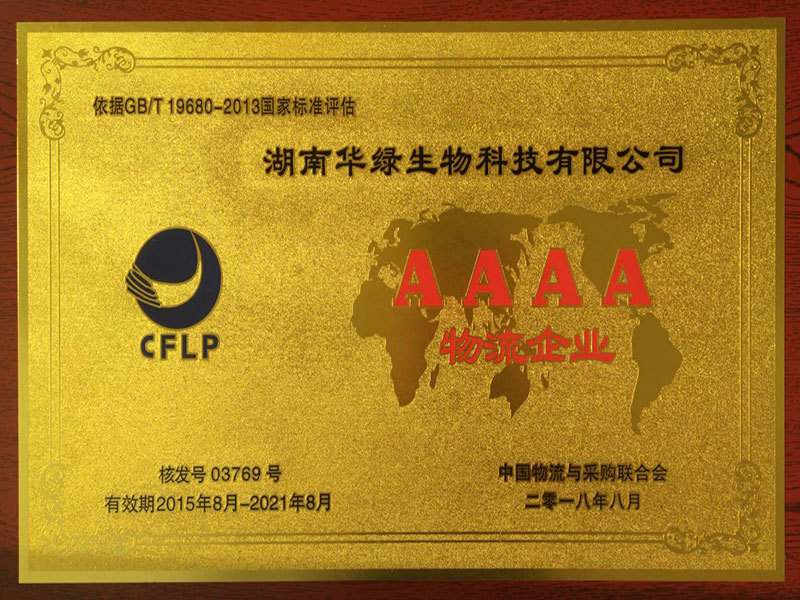 依据GB/T 19680-2013国家标准评估
湖南华绿生物科技有限公司
AAAA
物流企业
CFLP
核发号 03769 号
有效期2015年8月-2021年8月
中国物流与采购联合会
二零一八年八月